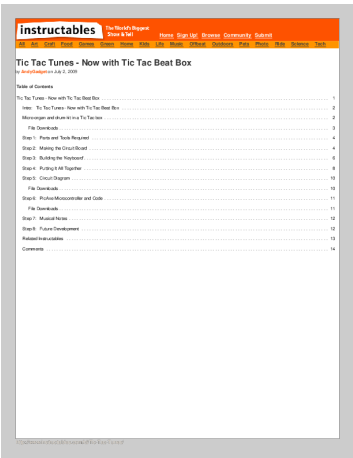 instructables
The World's Biggest
Show & Tell
Home Sign Up! Browse Community Submit
All Art Craft Food Games Green Home Kids Life Music Offbeat Outdoors Pets Photo Ride Science Tech
Tic Tac Tunes - Now with Tic Tac Beat Box
by on July 2, 2009
Table of Contents
Tic Tac Tunes - Now with Tic Tac Beat Box 1
Intro: Tic Tac Tunes - Now with Tic Tac Beat Box 2
Micro organ and drum kit in a Tic Tac box 2
File Downloads 3
Step 1: Parts and Tools Required 4
Step 2: Making the Circuit Board 4
Step 3: Building the 'Keyboard' 6
Step 4: Putting It All Together 8
Step 5: Circuit Diagram 10
File Downloads 10
Step 6: PicAxe Microcontroller and Code 11
File Downloads 11
Step 7: Musical Notes 12
Step 8: Future Development 12
Related Instructables 13
Comments 14